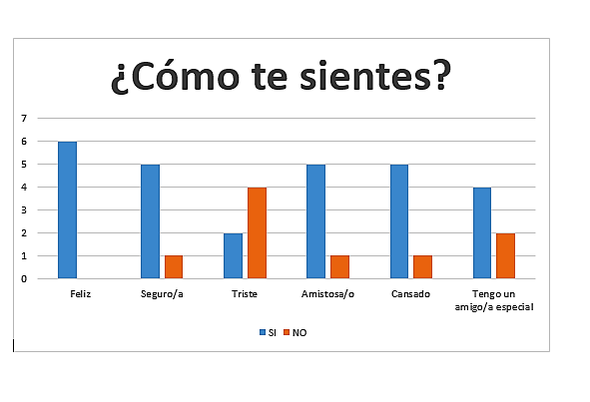 ¿Cómo te sientes?
7
6
5
4
3
2
1
0
Feliz Seguro/a Triste Amistosa/o Cansado Tengo un
amigo/a especial
SI NO